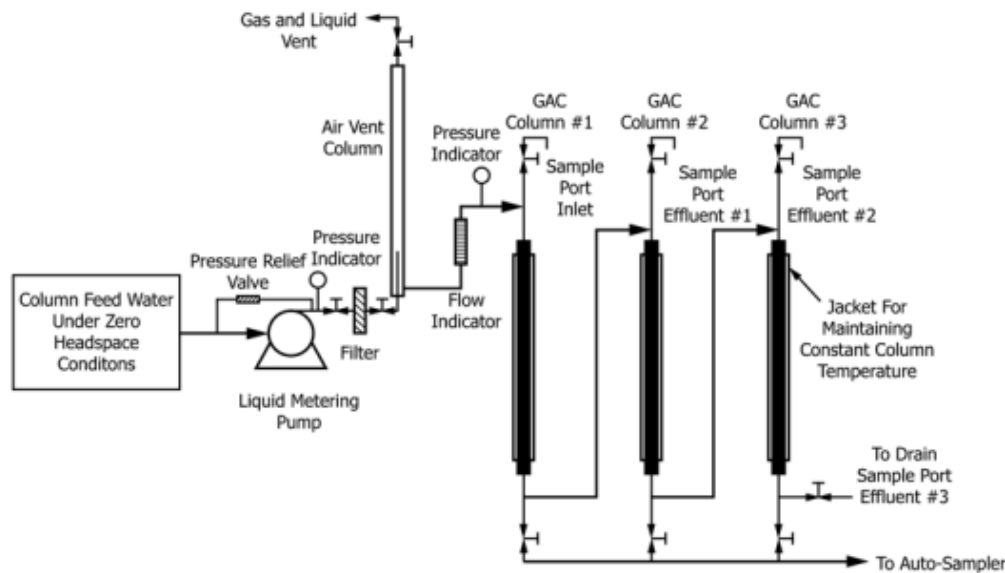 Gas and Liquid
Vent
Air Vent
Column
Pressure
Indicator
GAC
Column #1
GAC
Column #2
GAC
Column #3
Sample
Port
Inlet
Sample
Port
Effluent #1
Sample
Port
Effluent #2
Pressure Relief
Valve
Pressure
Indicator
Column Feed Water
Under Zero
Headspace
Conditons
Filter
Flow
Indicator
Liquid Metering
Pump
Jacket For
Maintaining
Constant Column
Temperature
To Drain
Sample Port
Effluent #3
To Auto-Sampler